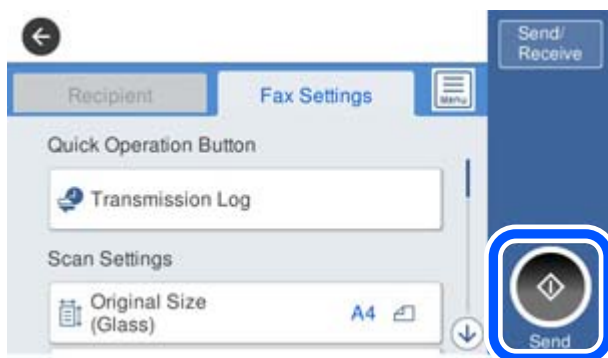 Send/
Receive
Recipient
Fax Settings
Menu
Quick Operation Button
Transmission Log
Scan Settings
Original Size
(Glass)
A4
Send